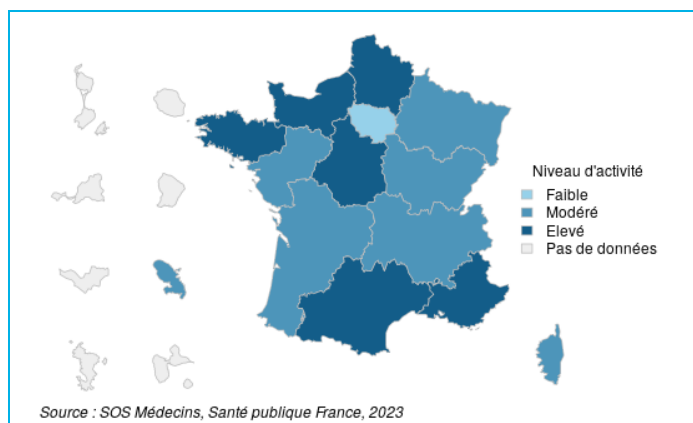 Niveau d'activité
Faible
Modéré
Elevé
Pas de données
Source : SOS Médecins, Santé publique France, 2023